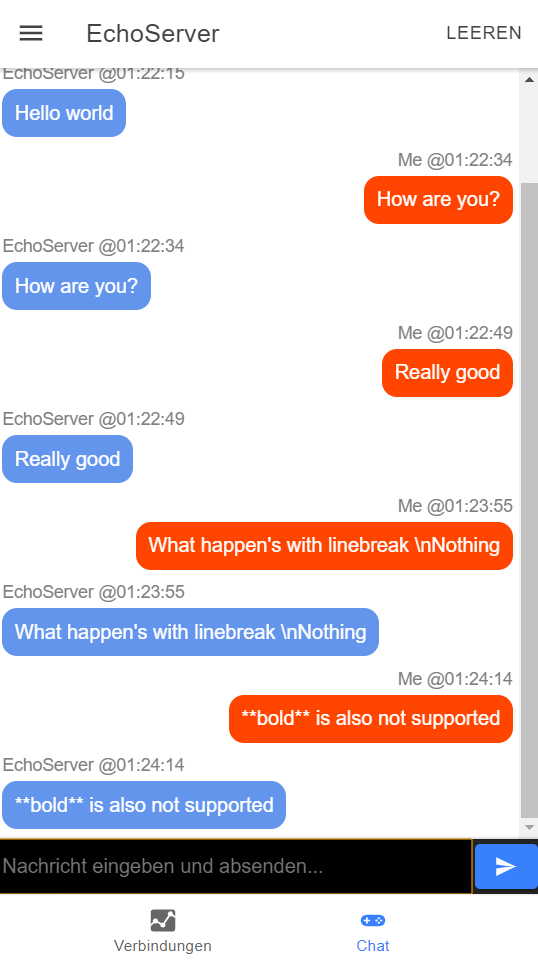 EchoServer
LEEREN
EchoServer @01:22:15
Hello world
Me @01:22:34
How are you?
EchoServer @01:22:34
How are you?
Me @01:22:49
Really good
EchoServer @01:22:49
Really good
Me @01:23:55
What happen's with linebreak \nNothing
EchoServer @01:23:55
What happen's with linebreak \nNothing
Me @01:24:14
**bold** is also not supported
EchoServer @01:24:14
**bold** is also not supported
Nachricht eingeben und absenden...
Verbindungen
Chat